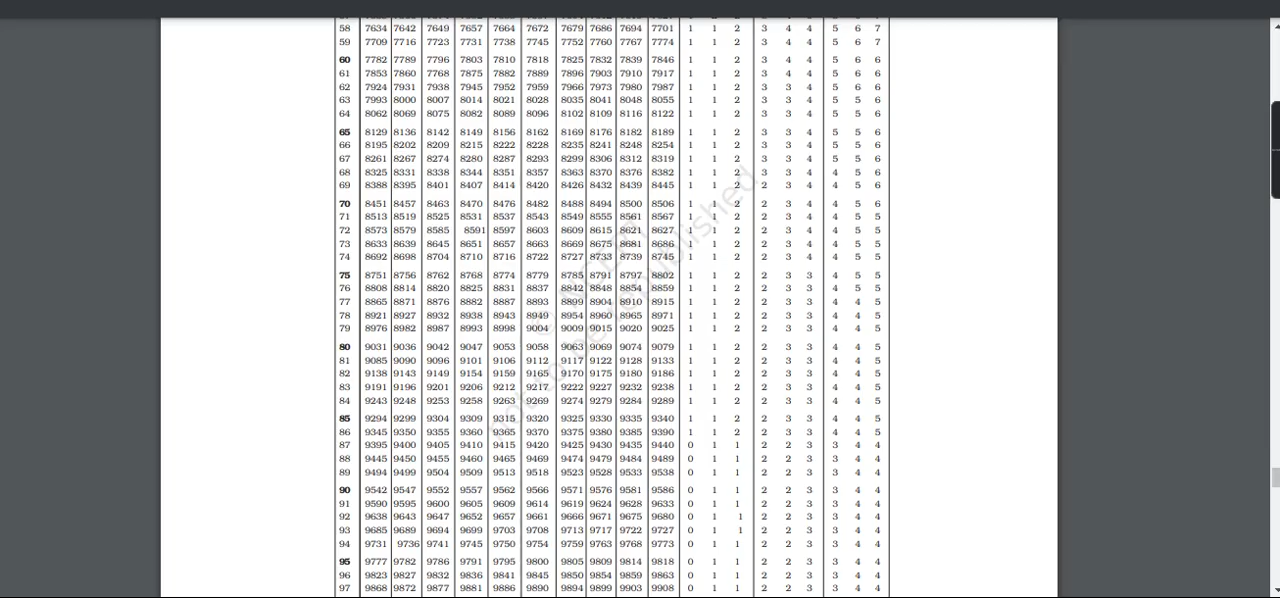 58 7634 7642 7649 7657 7664 7672 7679 7686 7694 7701 1 1 2 3 4 4 5 6 7
59 7709 7716 7723 7731 7738 7745 7752 7760 7767 7774 1 1 2 3 4 4 5 6 7
60 7782 7789 7796 7803 7810 7818 7825 7832 7839 7846 1 1 2 3 4 4 5 6 6
61 7853 7860 7768 7875 7882 7889 7896 7903 7910 7917 1 1 2 3 4 4 5 6 6
62 7924 7931 7938 7945 7952 7959 7966 7973 7980 7987 1 1 2 3 3 4 5 6 6
63 7993 8000 8007 8014 8021 8028 8035 8041 8048 8055 1 1 2 3 3 4 5 5 6
64 8062 8069 8075 8082 8089 8096 8102 8109 8116 8122 1 1 2 3 3 4 5 5 6
65 8129 8136 8142 8149 8156 8162 8169 8176 8182 8189 1 1 2 3 3 4 5 5 6
66 8195 8202 8209 8215 8222 8228 8235 8241 8248 8254 1 1 2 3 3 4 5 5 6
67 8261 8267 8274 8280 8287 8293 8299 8306 8312 8319 1 1 2 3 3 4 5 5 6
68 8325 8331 8338 8344 8351 8357 8363 8370 8376 8382 1 1 2 3 3 4 4 5 6
69 8388 8395 8401 8407 8414 8420 8426 8432 8439 8445 1 1 2 2 3 4 4 5 6
70 8451 8457 8463 8470 8476 8482 8488 8494 8500 8506 1 1 2 2 3 4 4 5 6
71 8513 8519 8525 8531 8537 8543 8549 8555 8561 8567 1 1 2 2 3 4 4 5 5
72 8573 8579 8585 8591 8597 8603 8609 8615 8621 8627 1 1 2 2 3 4 4 5 5
73 8633 8639 8645 8651 8657 8663 8669 8675 8681 8686 1 1 2 2 3 4 4 5 5
74 8692 8698 8704 8710 8716 8722 8727 8733 8739 8745 1 1 2 2 3 4 4 5 5
75 8751 8756 8762 8768 8774 8779 8785 8791 8797 8802 1 1 2 2 3 3 4 5 5
76 8808 8814 8820 8825 8831 8837 8842 8848 8854 8859 1 1 2 2 3 3 4 5 5
77 8865 8871 8876 8882 8887 8893 8899 8904 8910 8915 1 1 2 2 3 3 4 4 5
78 8921 8927 8932 8938 8943 8949 8954 8960 8965 8971 1 1 2 2 3 3 4 4 5
79 8976 8982 8987 8993 8998 9004 9009 9015 9020 9025 1 1 2 2 3 3 4 4 5
80 9031 9036 9042 9047 9053 9058 9063 9069 9074 9079 1 1 2 2 3 3 4 4 5
81 9085 9090 9096 9101 9106 9112 9117 9122 9128 9133 1 1 2 2 3 3 4 4 5
82 9138 9143 9149 9154 9159 9165 9170 9175 9180 9186 1 1 2 2 3 3 4 4 5
83 9191 9196 9201 9206 9212 9217 9222 9227 9232 9238 1 1 2 2 3 3 4 4 5
84 9243 9248 9253 9258 9263 9269 9274 9279 9284 9289 1 1 2 2 3 3 4 4 5
85 9294 9299 9304 9309 9315 9320 9325 9330 9335 9340 1 1 2 2 3 3 4 4 5
86 9345 9350 9355 9360 9365 9370 9375 9380 9385 9390 1 1 2 2 3 3 4 4 5
87 9395 9400 9405 9410 9415 9420 9425 9430 9435 9440 0 1 1 2 2 3 3 4 4
88 9445 9450 9455 9460 9465 9469 9474 9479 9484 9489 0 1 1 2 2 3 3 4 4
89 9494 9499 9504 9509 9513 9518 9523 9528 9533 9538 0 1 1 2 2 3 3 4 4
90 9542 9547 9552 9557 9562 9566 9571 9576 9581 9586 0 1 1 2 2 3 3 4 4
91 9590 9595 9600 9605 9609 9614 9619 9624 9628 9633 0 1 1 2 2 3 3 4 4
92 9638 9643 9647 9652 9657 9661 9666 9671 9675 9680 0 1 1 2 2 3 3 4 4
93 9685 9689 9694 9699 9703 9708 9713 9717 9722 9727 0 1 1 2 2 3 3 4 4
94 9731 9736 9741 9745 9750 9754 9759 9763 9768 9773 0 1 1 2 2 3 3 4 4
95 9777 9782 9786 9791 9795 9800 9805 9809 9814 9818 0 1 1 2 2 3 3 4 4
96 9823 9827 9832 9836 9841 9845 9850 9854 9859 9863 0 1 1 2 2 3 3 4 4
97 9868 9872 9877 9881 9886 9890 9894 9899 9903 9908 0 1 1 2 2 3 3 4 4
not to be republished